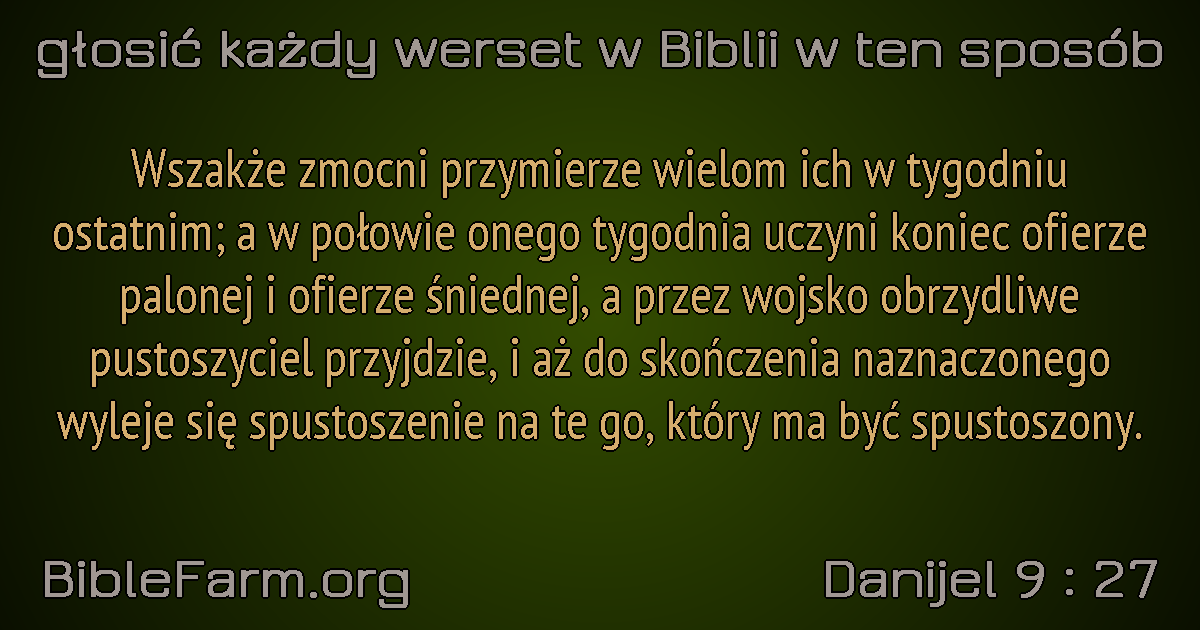 głosić każdy werset w Biblii w ten sposób
Wszakże zmocni przymierze wielom ich w tygodniu
ostatnim; a w połowie onego tygodnia uczyni koniec ofierze
palonej i ofierze śniednej, a przez wojsko obrzydliwe
pustoszyciel przyjdzie, i aż do skończenia naznaczonego
wyleje się spustoszenie na te go, który ma być spustoszony.
BibleFarm.org
Danijel 9 : 27